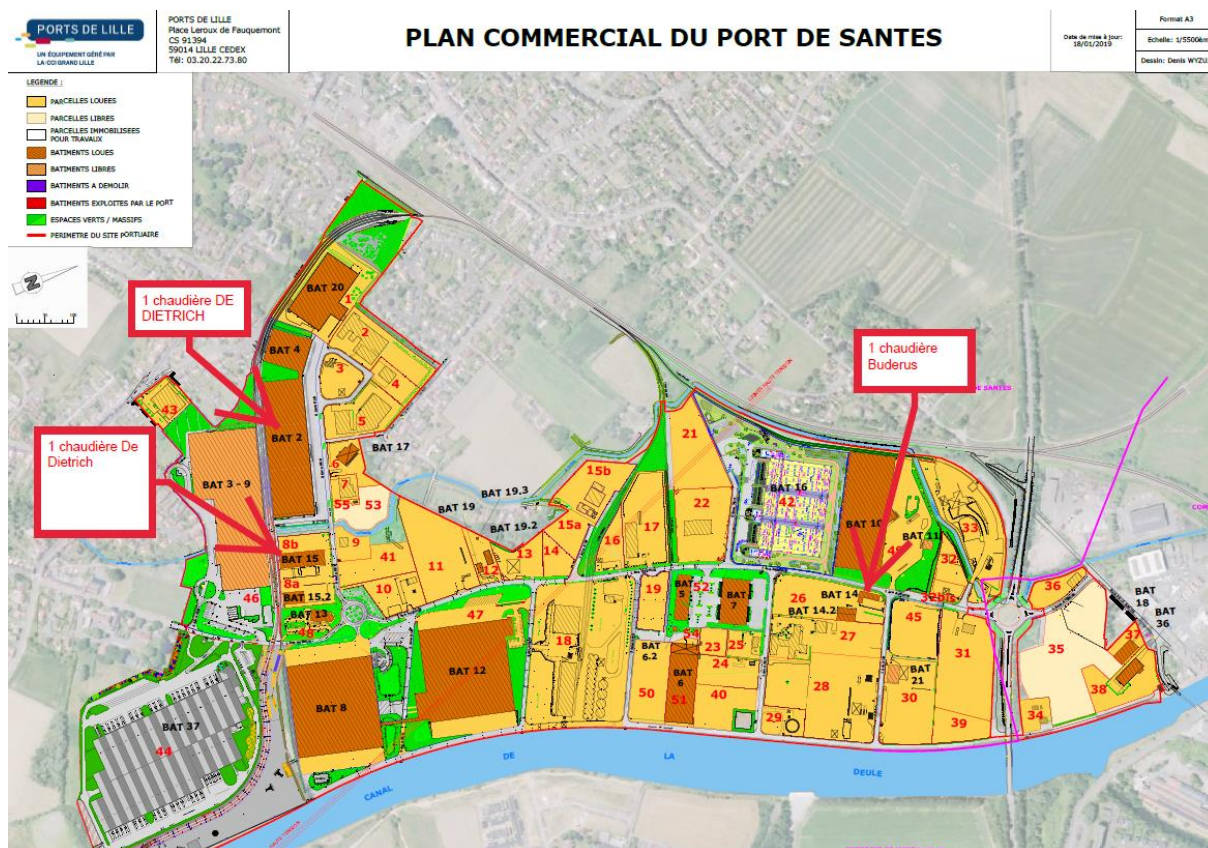 PORTS DE LILLE
UN ÉQUIPEMENT GÉRÉ PAR
LA CCI GRAND LILLE
PORTS DE LILLE
Place Leroux de Fauquemont
CS 91394
59014 LILLE CEDEX
Tél: 03.20.22.73.80
PLAN COMMERCIAL DU PORT DE SANTES
Date de mise à jour:
18/01/2019
Format A3
Echelle: 1/5500èm
Dessin: Denis WYZU
LEGENDE :
PARCELLES LOUEES
PARCELLES LIBRES
PARCELLES IMMOBILISEES
POUR TRAVAUX
BATIMENTS LOUES
BATIMENTS LIBRES
BATIMENTS A DEMOLIR
BATIMENTS EXPLOITES PAR LE PORT
ESPACES VERTS / MASSIFS
PERIMETRE DU SITE PORTUAIRE
N
1 chaudière DE
DIETRICH
1 chaudière De
Dietrich
1 chaudière
Buderus
BAT 20
1
2
BAT 4
3
4
5
43
BAT 2
BAT 17
6
7
55
53
BAT 3 - 9
BAT 19
BAT 19.3
BAT 19.2
15b
15a
21
22
17
16
BAT 16
42
BAT 10
49
BAT 11
33
32
32bis
36
DE SANTES
8b
BAT 15
8a
BAT 15.2
BAT 13
48
46
9
41
10
11
12
13
14
47
BAT 12
BAT 8
BAT 37
44
18
19
BAT
5
52
BAT
7
54
BAT
6.2
BAT
6
51
50
23
24
25
40
26
BAT 14
BAT 14.2
27
28
29
45
BAT
21
30
31
39
34
35
37
38
BAT
18
BAT
36
CANAL
DE
LA
DEULE
HAUTE TENSION